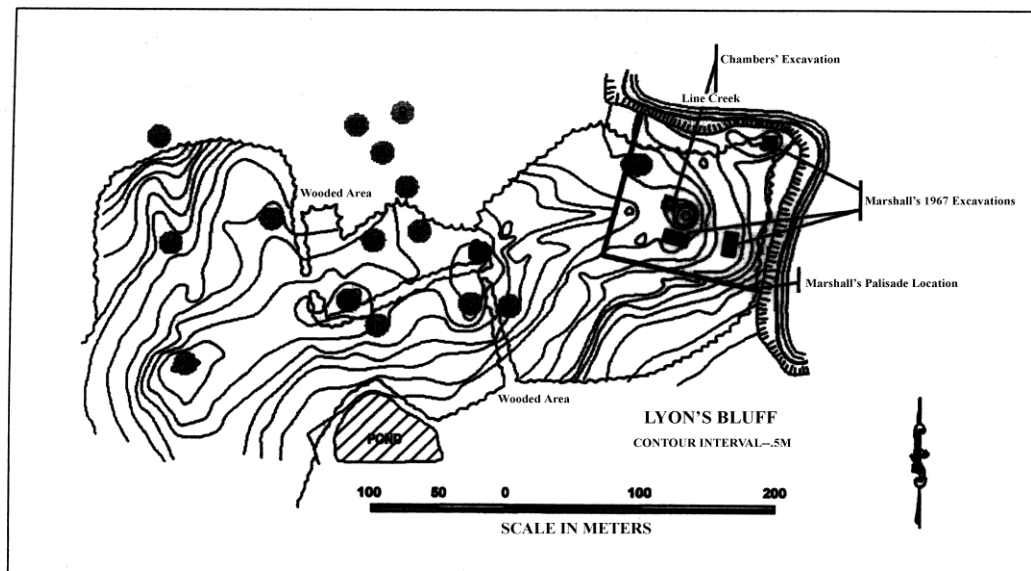 Chambers' Excavation
Line Creek
Wooded Area
Marshall's 1967 Excavations
Marshall's Palisade Location
Wooded Area
LYON'S BLUFF
CONTOUR INTERVAL--.5M
POND
100 50 0 100 200
SCALE IN METERS